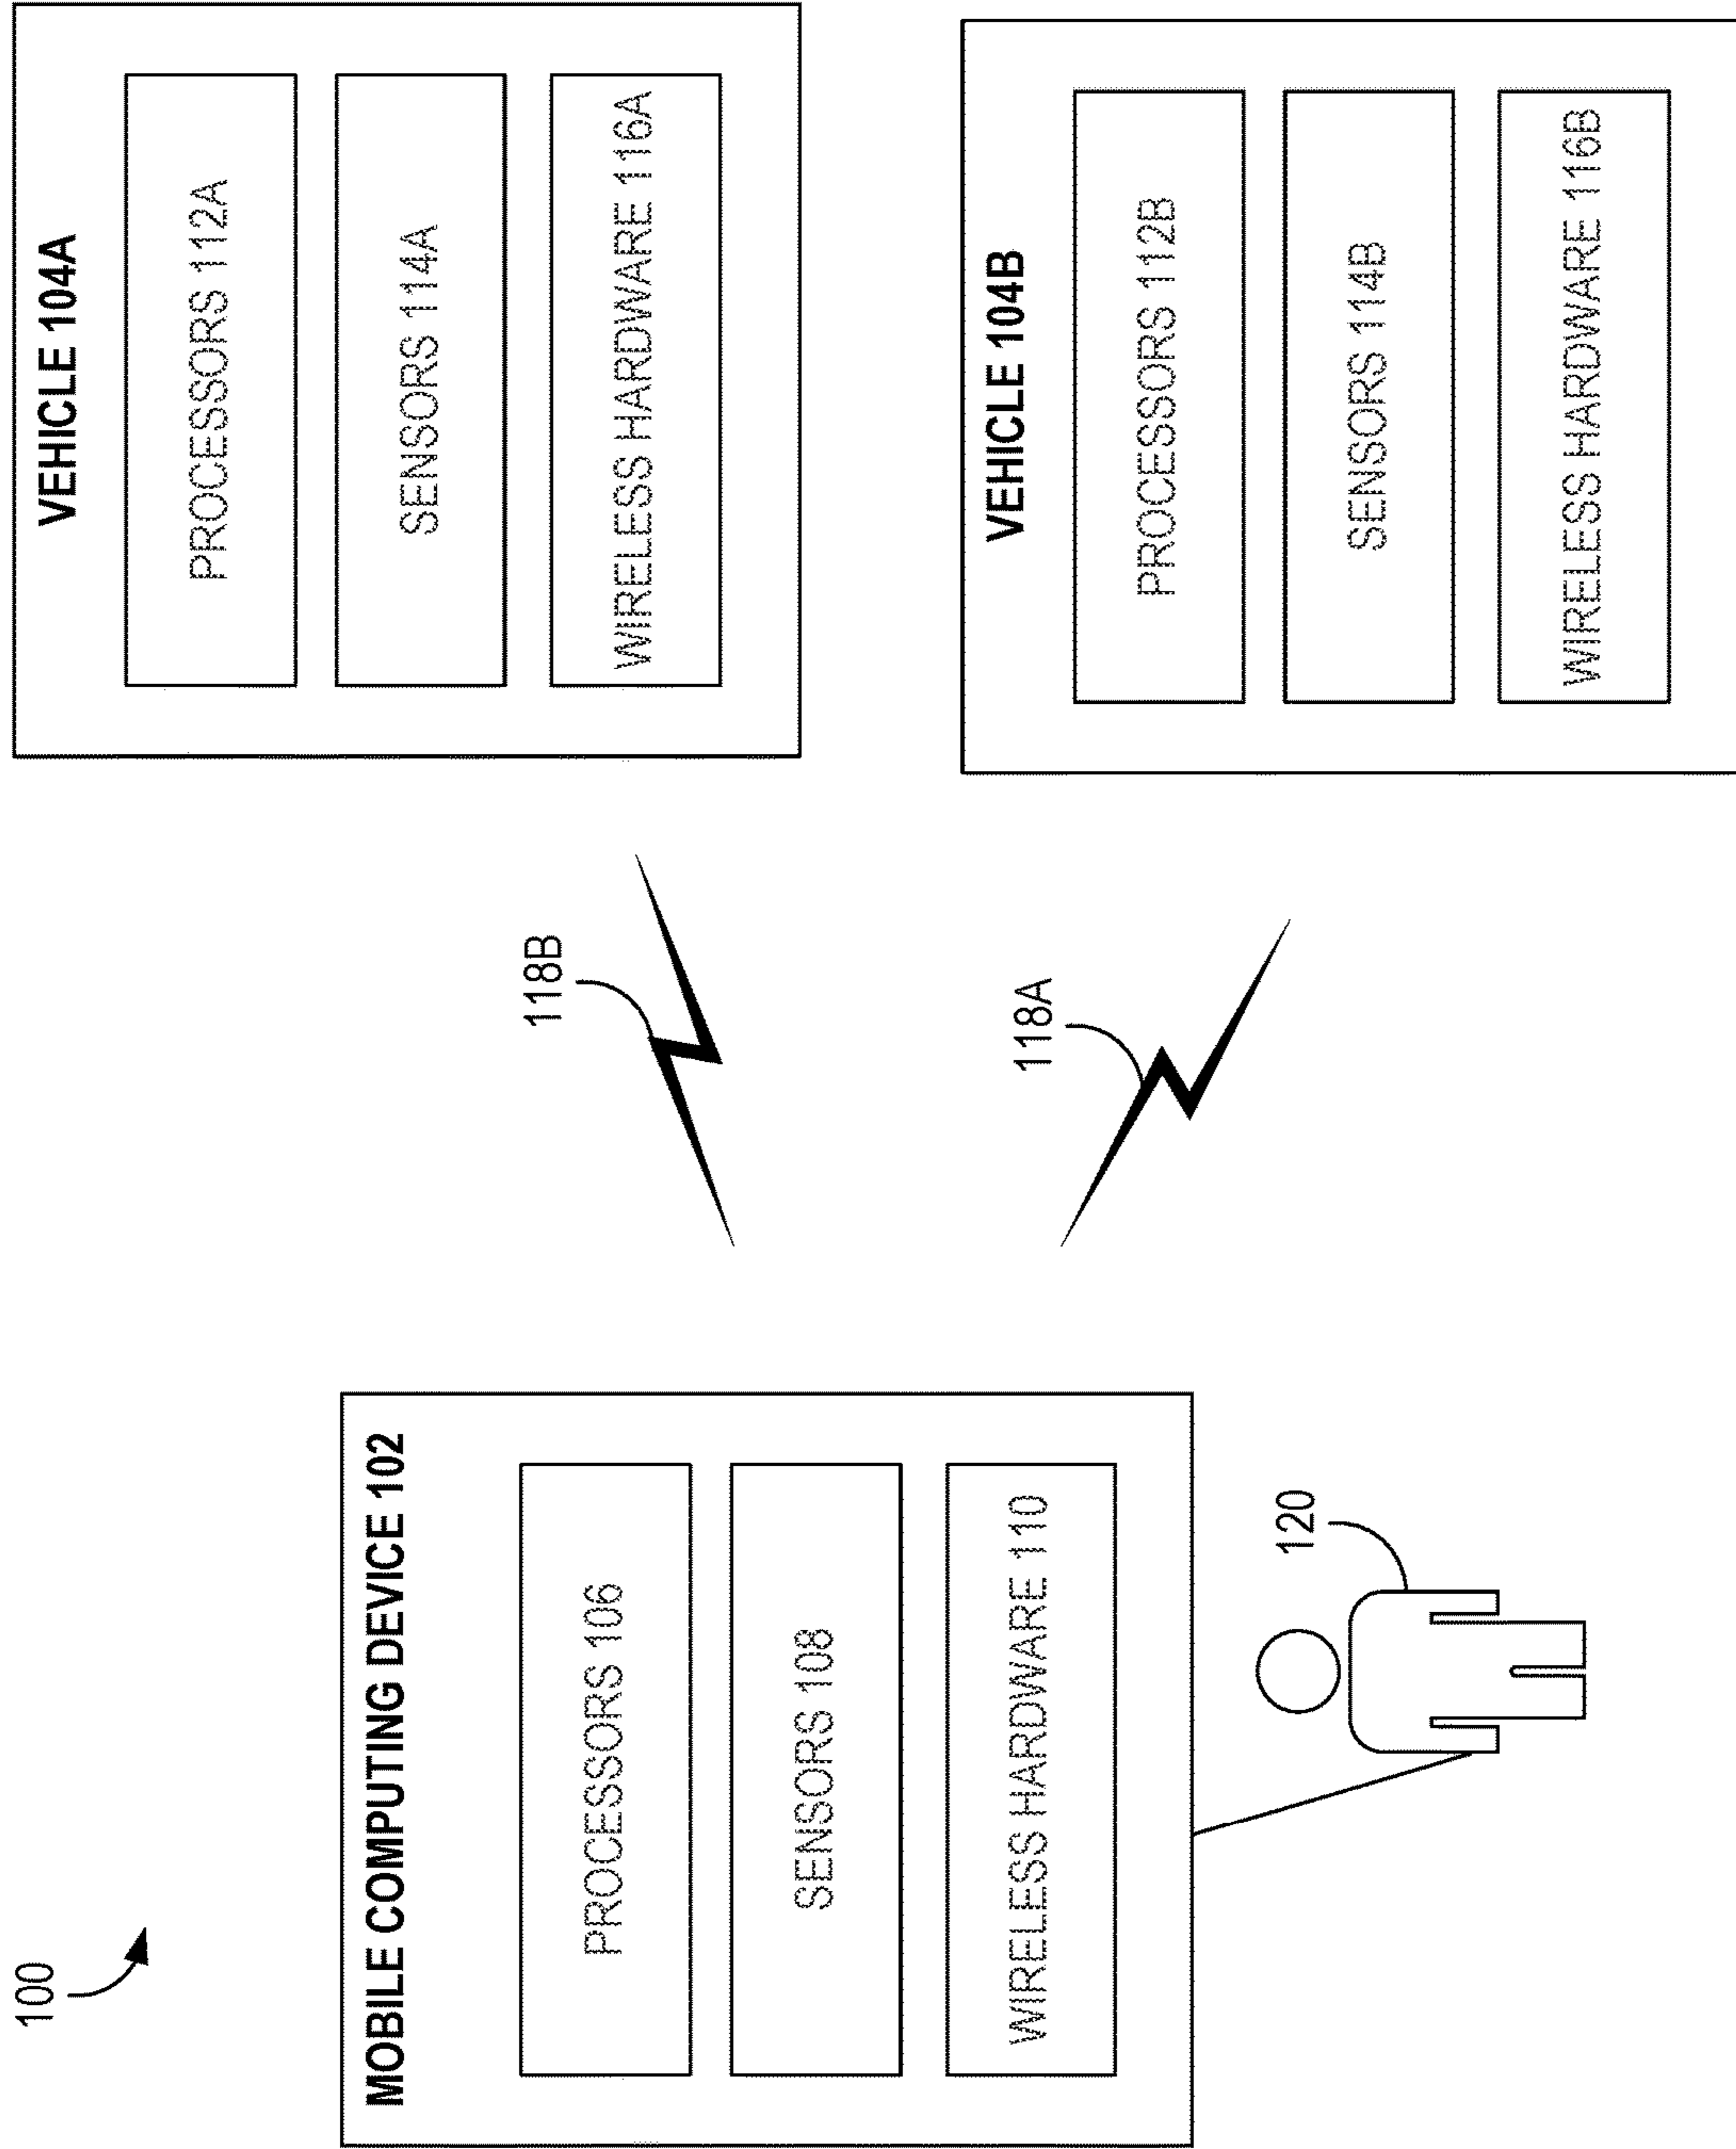 100
MOBILE COMPUTING DEVICE 102
PROCESSORS 106
SENSORS 108
WIRELESS HARDWARE 110
120
118B
118A
VEHICLE 104A
PROCESSORS 112A
SENSORS 114A
WIRELESS HARDWARE 116A
VEHICLE 104B
PROCESSORS 112B
SENSORS 114B
WIRELESS HARDWARE 116B